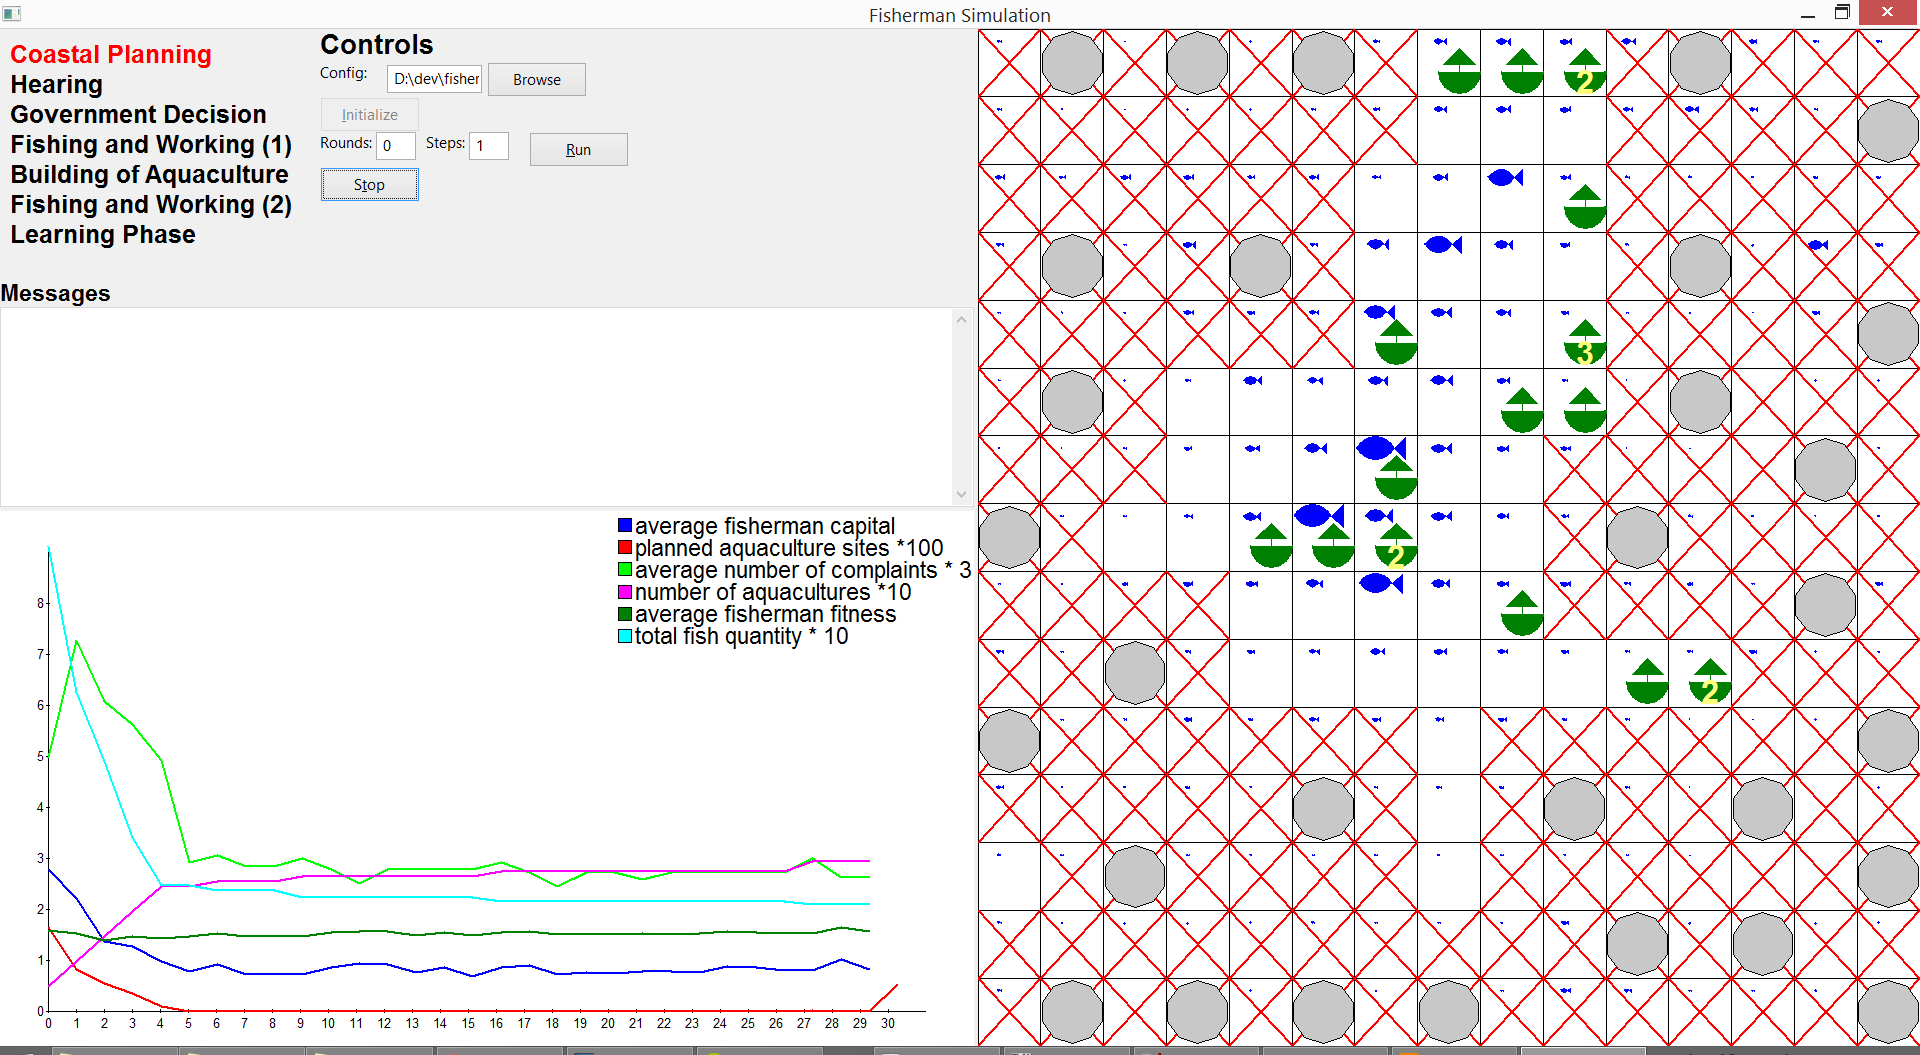 Fisherman Simulation
Coastal Planning
Hearing
Government Decision
Fishing and Working (1)
Building of Aquaculture
Fishing and Working (2)
Learning Phase
Controls
Config: D:\dev\fisher Browse
Initialize
Rounds: 0 Steps: 1 Run
Stop
Messages
average fisherman capital
planned aquaculture sites *100
average number of complaints * 3
number of aquacultures *10
average fisherman fitness
total fish quantity * 10
8
7
6
5
4
3
2
1
0
0 1 2 3 4 5 6 7 8 9 10 11 12 13 14 15 16 17 18 19 20 21 22 23 24 25 26 27 28 29 30
2
3
2
2